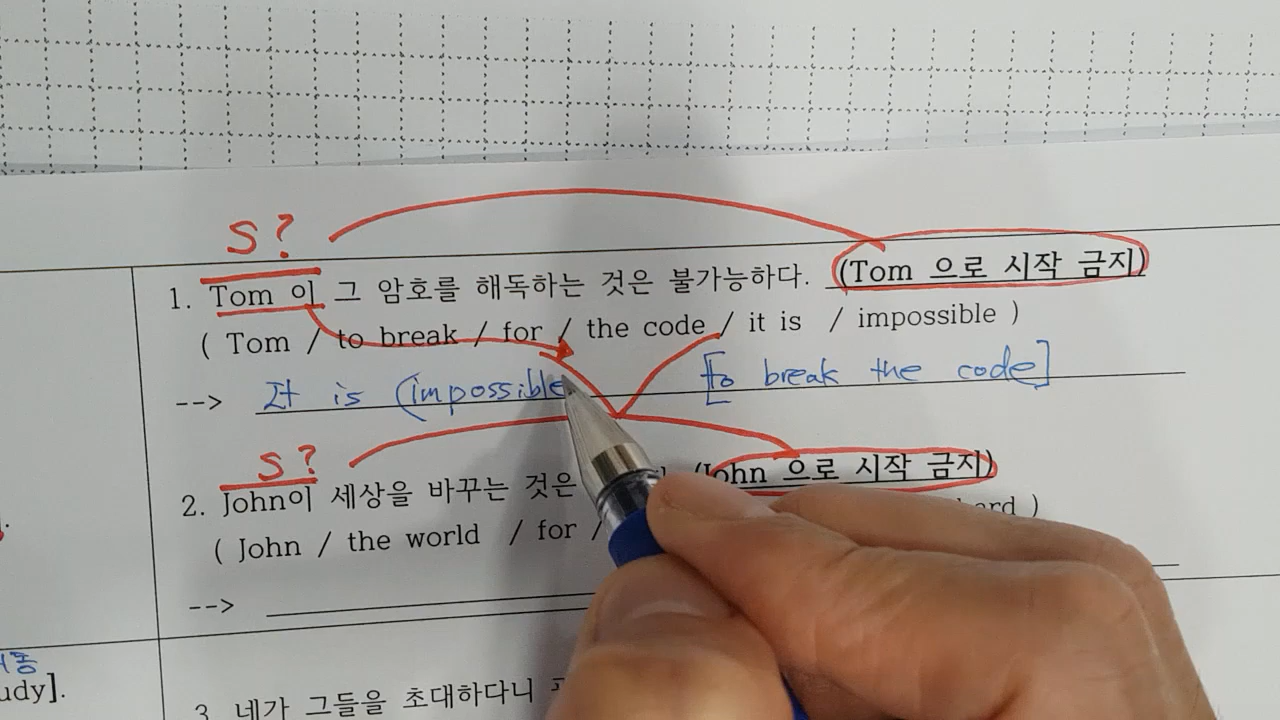 S?
1. Tom 이 그 암호를 해독하는 것은 불가능하다. (Tom 으로 시작 금지)
( Tom / to break / for / the code / it is / impossible )
--> It is (impossible [to break the code]
S?
2. John이 세상을 바꾸는 것은 (John 으로 시작 금지)
( John / the world / for / )
-->
udy].
3. 네가 그들을 초대하다니